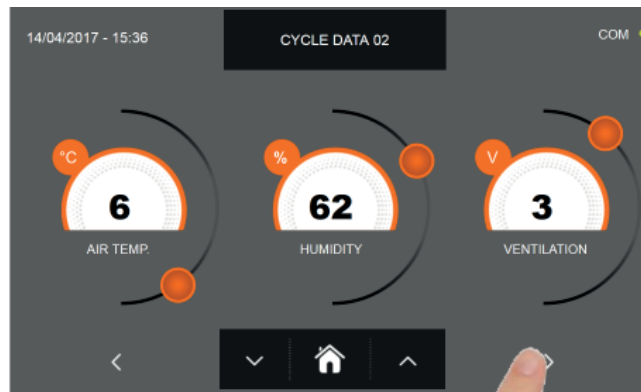 14/04/2017 - 15:36
CYCLE DATA 02
COM
°C
%
V
6
62
3
AIR TEMP.
HUMIDITY
VENTILATION